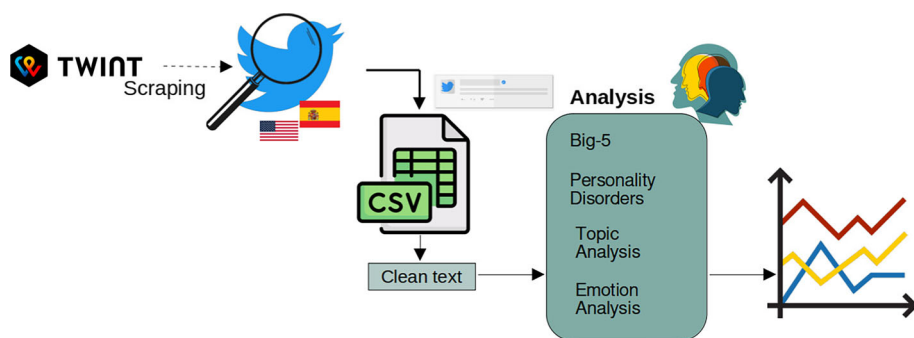 TWINT
Scraping
CSV
Clean text
Analysis
Big-5
Personality
Disorders
Topic
Analysis
Emotion
Analysis